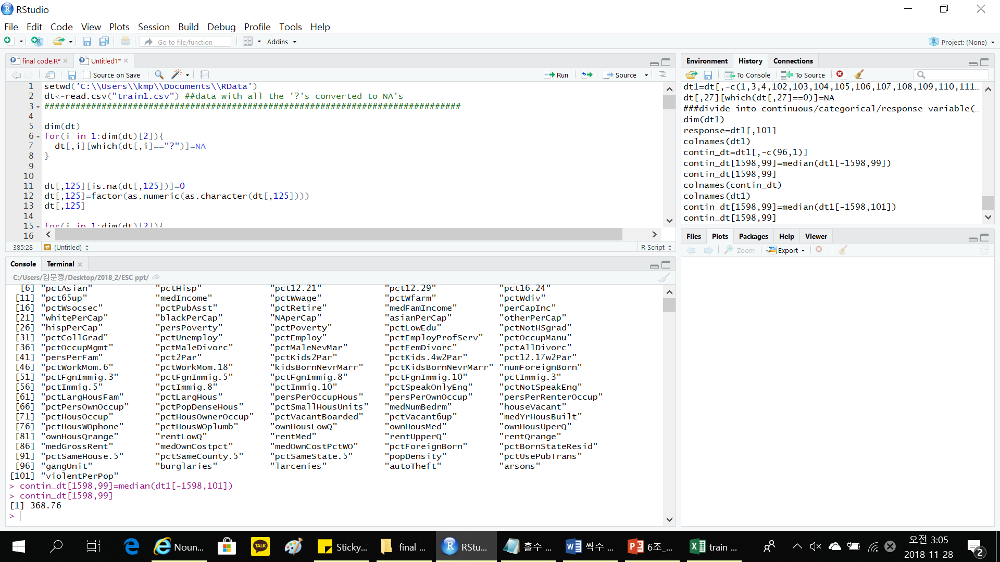 RStudio
File Edit Code View Plots Session Build Debug Profile Tools Help
Go to file/function Addins Project: (None)
final code.R* Untitled1*
Source on Save Run Source
1 setwd('C:\\Users\\kmp\\Documents\\RData')
2 dt<-read.csv("train1.csv") ##data with all the '?'s converted to NA's
3 ################################################################################
4
5 dim(dt)
6 for(i in 1:dim(dt)[2]){
7 dt[,i][which(dt[,i]=="?")]=NA
8 }
9
10
11 dt[,125][is.na(dt[,125])]=0
12 dt[,125]=factor(as.numeric(as.character(dt[,125])))
13 dt[,125]
14
15 for(i in 1:dim(dt)[2]){
16
385:28 # (Untitled) R Script
Console Terminal
C:/Users/김문정/Desktop/2018_2/ESC ppt/
[6] "pctAsian" "pctHisp" "pct12.21" "pct12.29" "pct16.24"
[11] "pct65up" "medIncome" "pctWwage" "pctWfarm" "pctWdiv"
[16] "pctWsocsec" "pctPubAsst" "pctRetire" "medFamIncome" "perCapInc"
[21] "whitePerCap" "blackPerCap" "NAperCap" "asianPerCap" "otherPerCap"
[26] "hispPerCap" "persPoverty" "pctPoverty" "pctLowEdu" "pctNotHSgrad"
[31] "pctCollGrad" "pctUnemploy" "pctEmploy" "pctEmployProfServ" "pctOccupManu"
[36] "pctOccupMgmt" "pctMaleDivorc" "pctMaleNevMar" "pctFemDivorc" "pctAllDivorc"
[41] "persPerFam" "pct2Par" "pctKids2Par" "pctKids.4w2Par" "pct12.17w2Par"
[46] "pctWorkMom.6" "pctWorkMom.18" "kidsBornNevrMarr" "pctKidsBornNevrMarr" "numForeignBorn"
[51] "pctFgnImmig.3" "pctFgnImmig.5" "pctFgnImmig.8" "pctFgnImmig.10" "pctImmig.3"
[56] "pctImmig.5" "pctImmig.8" "pctImmig.10" "pctSpeakOnlyEng" "pctNotSpeakEng"
[61] "pctLargHousFam" "pctLargHous" "persPerOccupHous" "persPerOwnOccup" "persPerRenterOccup"
[66] "pctPersOwnOccup" "pctPopDenseHous" "pctSmallHousUnits" "medNumBedrm" "houseVacant"
[71] "pctHousOccup" "pctHousOwnerOccup" "pctVacantBoarded" "pctVacant6up" "medYrHousBuilt"
[76] "pctHousWOphone" "pctHousWOplumb" "ownHousLowQ" "ownHousMed" "ownHousUperQ"
[81] "ownHousQrange" "rentLowQ" "rentMed" "rentUpperQ" "rentQrange"
[86] "medGrossRent" "medOwnCostpct" "medOwnCostPctWO" "pctForeignBorn" "pctBornStateResid"
[91] "pctSameHouse.5" "pctSameCounty.5" "pctSameState.5" "popDensity" "pctUsePubTrans"
[96] "gangUnit" "burglaries" "larcenies" "autoTheft" "arsons"
[101] "violentPerPop"
> contin_dt[1598,99]=median(dt1[-1598,101])
> contin_dt[1598,99]
[1] 368.76
>
Environment History Connections
To Console To Source
dt1=dt[,-c(1,3,4,102,103,104,105,106,107,108,109,110,111...
dt[,27][which(dt[,27]==0)]=NA
###divide into continuous/categorical/response variable(...
dim(dt1)
response=dt1[,101]
colnames(dt1)
contin_dt=dt1[,-c(96,1)]
contin_dt[1598,99]=median(dt1[-1598,99])
contin_dt[1598,99]
colnames(contin_dt)
colnames(dt1)
contin_dt[1598,99]=median(dt1[-1598,101])
contin_dt[1598,99]
Files Plots Packages Help Viewer
Zoom Export
TALK
Noun...
Sticky...
final ...
RStu...
홀수 ...
짝수 ...
6조_...
train ...
오전 3:05
2018-11-28
2